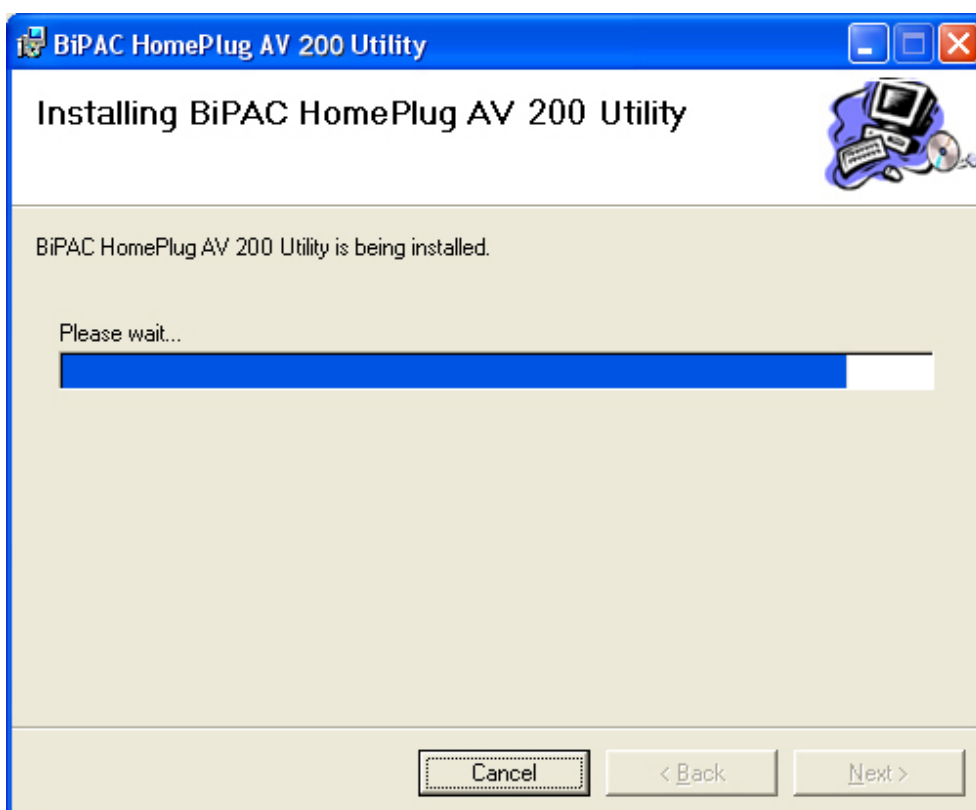 BiPAC HomePlug AV 200 Utility
Installing BiPAC HomePlug AV 200 Utility
BiPAC HomePlug AV 200 Utility is being installed.
Please wait...
Cancel
< Back
Next >